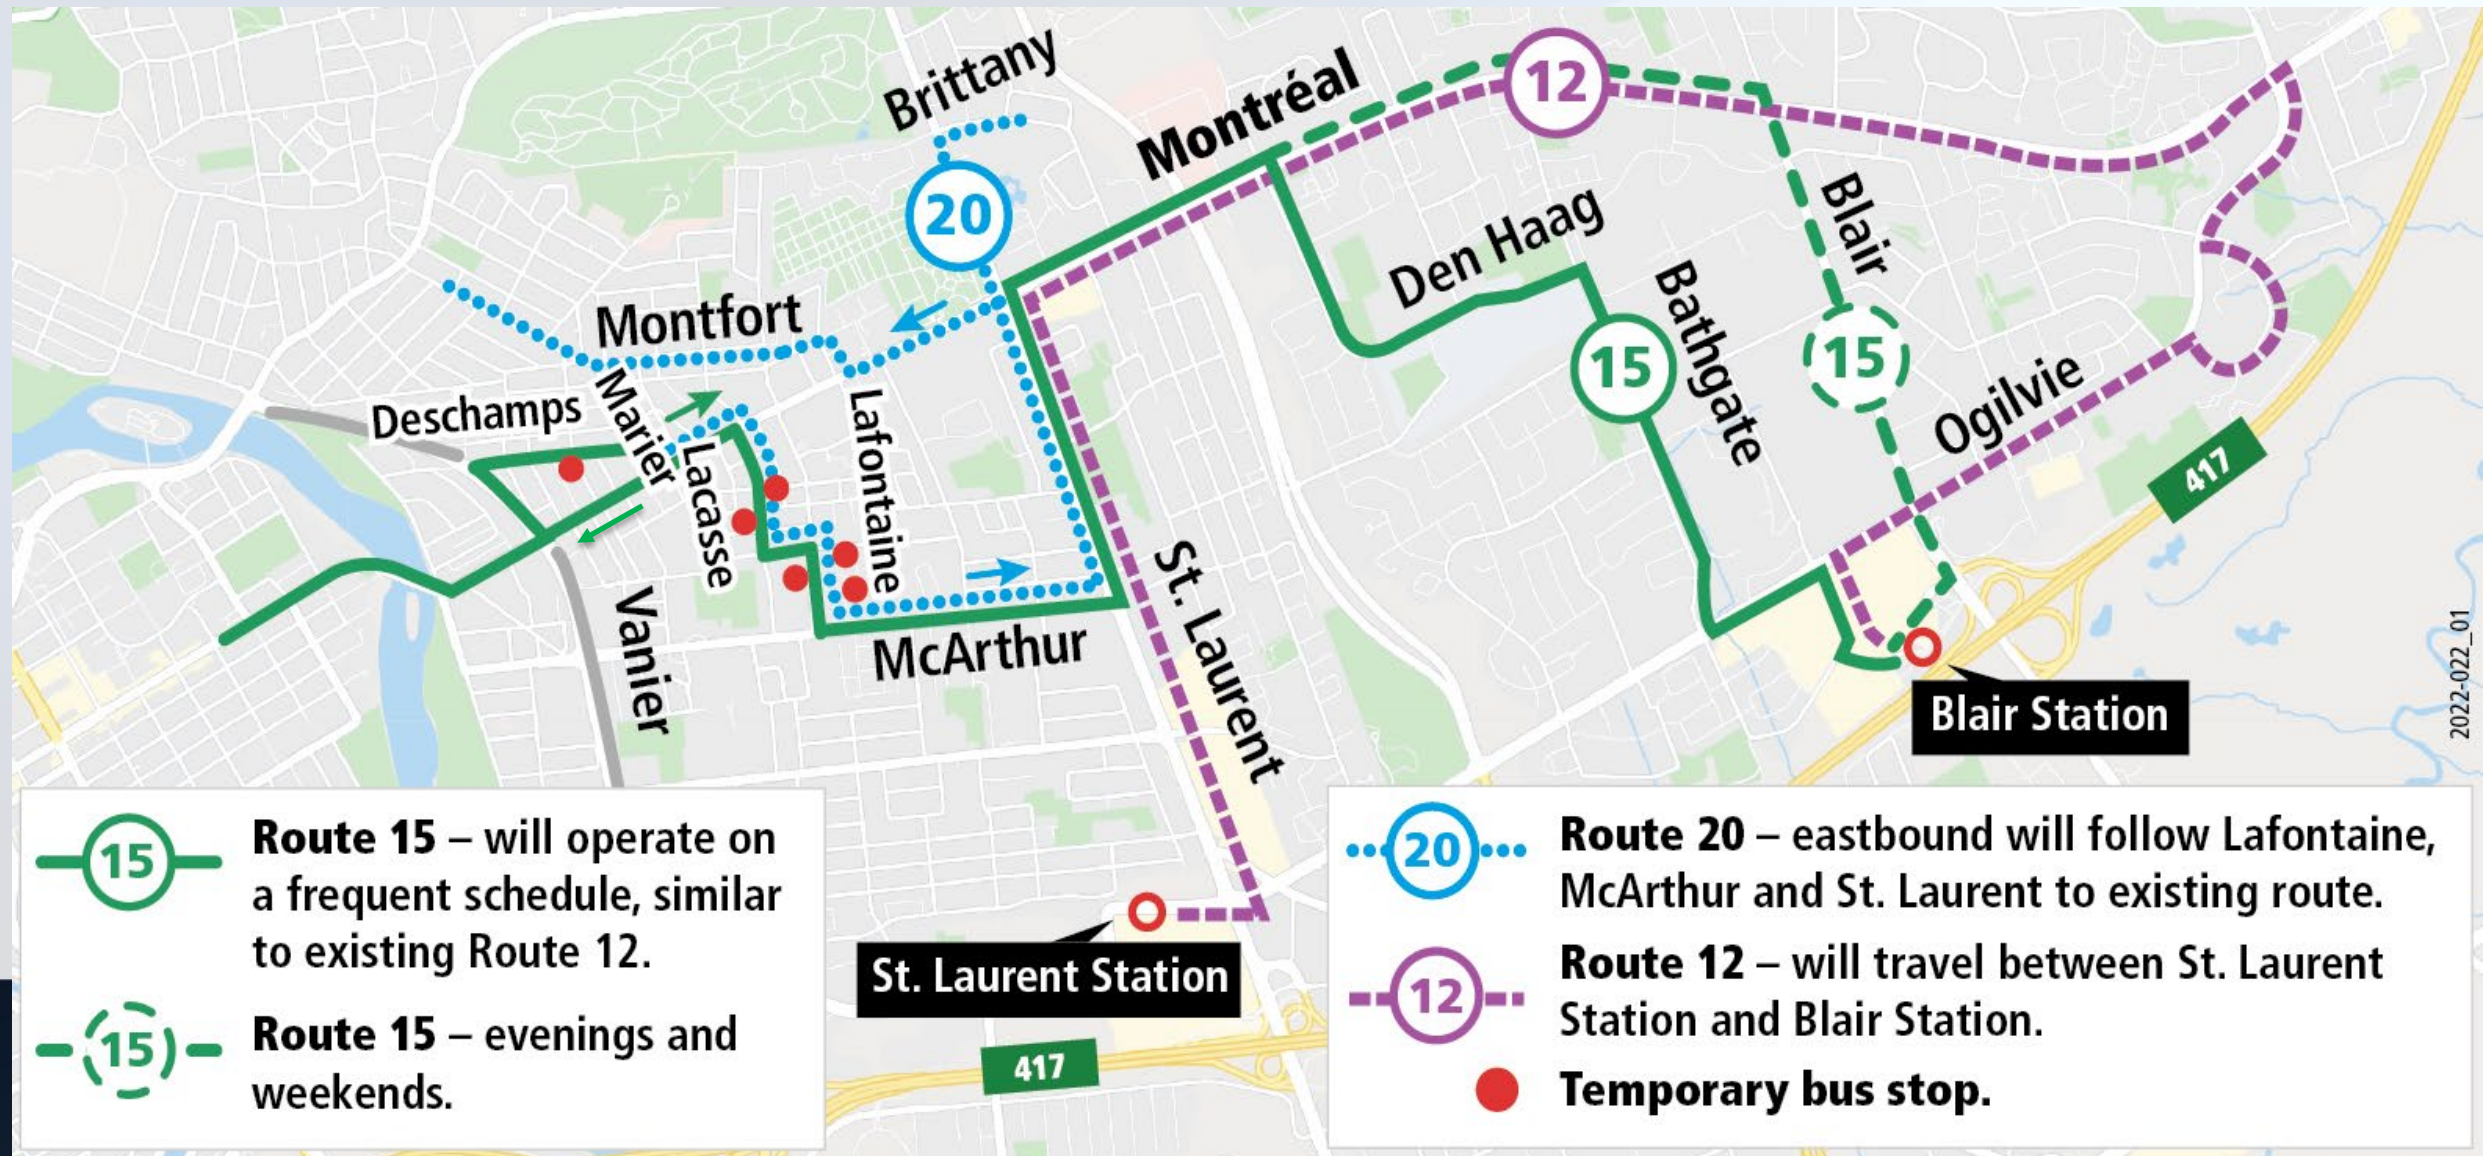 Brittany
Montréal
12
20
Blair
Den Haag
Bathgate
Montfort
15
15
Marier
Deschamps
Lafontaine
Lacasse
Ogilvie
417
St. Laurent
Vanier
McArthur
Blair Station
2022-022_01
St. Laurent Station
417
15
Route 15 – will operate on
a frequent schedule, similar
to existing Route 12.
15
Route 15 – evenings and
weekends.
20
Route 20 – eastbound will follow Lafontaine,
McArthur and St. Laurent to existing route.
12
Route 12 – will travel between St. Laurent
Station and Blair Station.
Temporary bus stop.